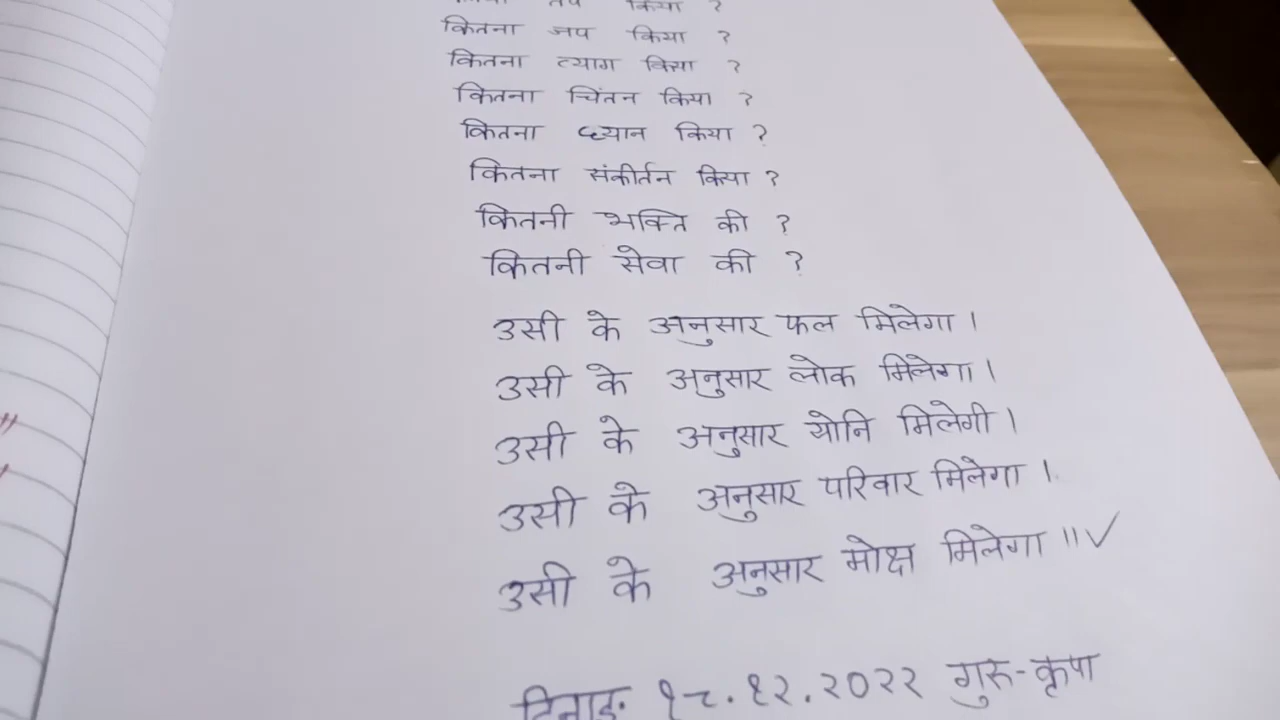 तप किया ?
कितना जप किया ?
कितना त्याग किया ?
कितना चिंतन किया ?
कितना ध्यान किया ?
कितना संकीर्तन किया ?
कितनी भक्ति की ?
कितनी सेवा की ?
उसी के अनुसार फल मिलेगा ।
उसी के अनुसार लोक मिलेगा ।
उसी के अनुसार योनि मिलेगी ।
उसी के अनुसार परिवार मिलेगा ।
उसी के अनुसार मोक्ष मिलेगा ॥ ✓
१८.१२.२०२२ गुरु-कृपा